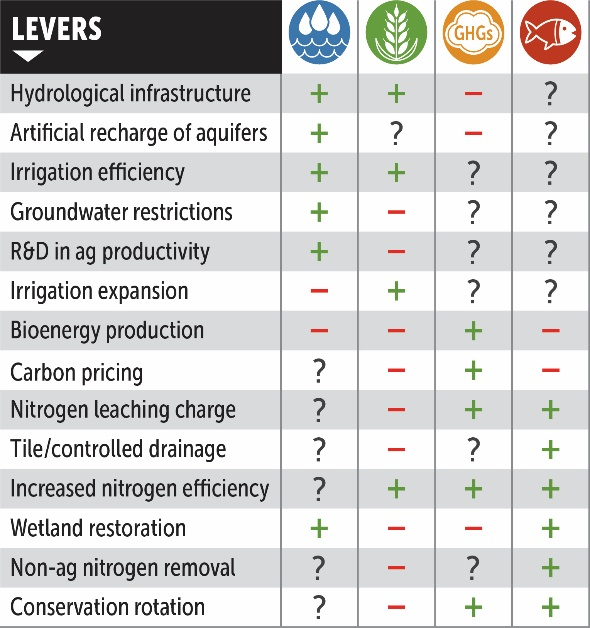 LEVERS GHGs
Hydrological infrastructure + + − ?
Artificial recharge of aquifers + ? − ?
Irrigation efficiency + + ? ?
Groundwater restrictions + − ? ?
R&D in ag productivity + − ? ?
Irrigation expansion − + ? ?
Bioenergy production − − + −
Carbon pricing ? − + −
Nitrogen leaching charge ? − + +
Tile/controlled drainage ? − ? +
Increased nitrogen efficiency ? + + +
Wetland restoration + − − +
Non-ag nitrogen removal ? − ? +
Conservation rotation ? − + +